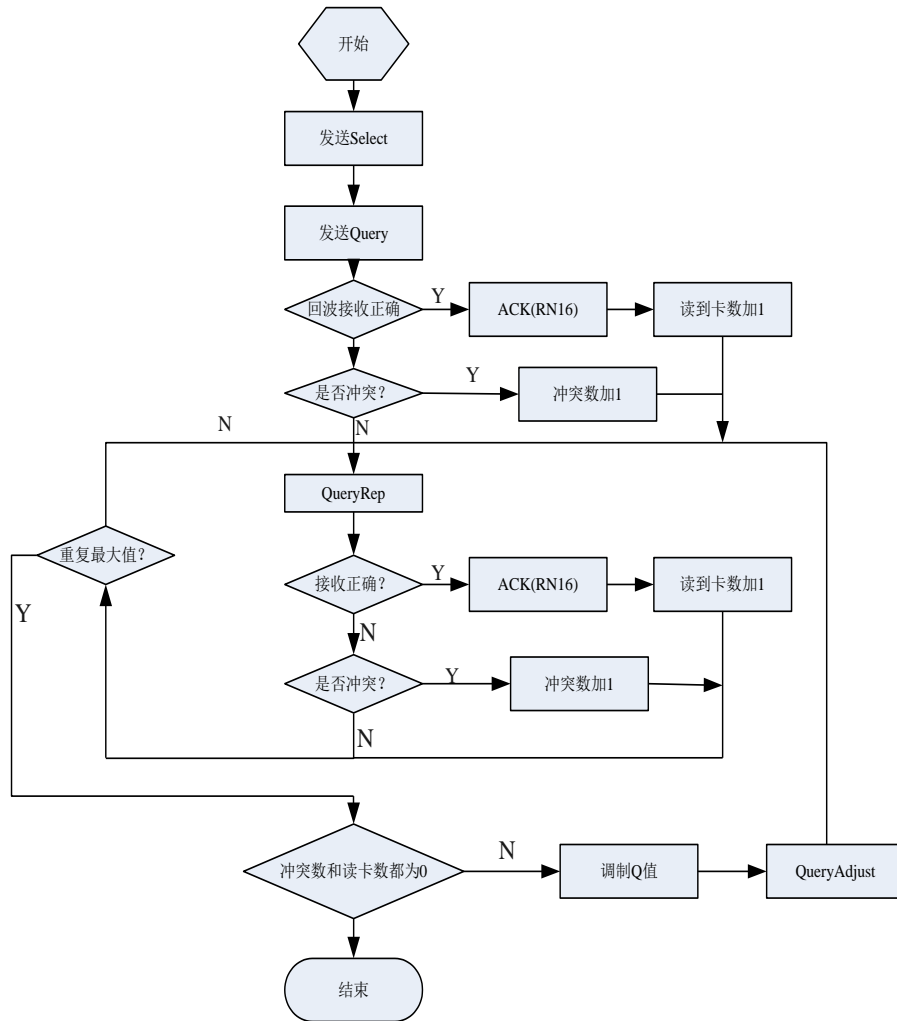 开始
发送Select
发送Query
回波接收正确
Y
ACK(RN16)
读到卡数加1
是否冲突?
Y
冲突数加1
N
N
QueryRep
重复最大值?
接收正确?
Y
ACK(RN16)
读到卡数加1
Y
N
是否冲突?
Y
冲突数加1
N
冲突数和读卡数都为0
N
调制Q值
QueryAdjust
结束